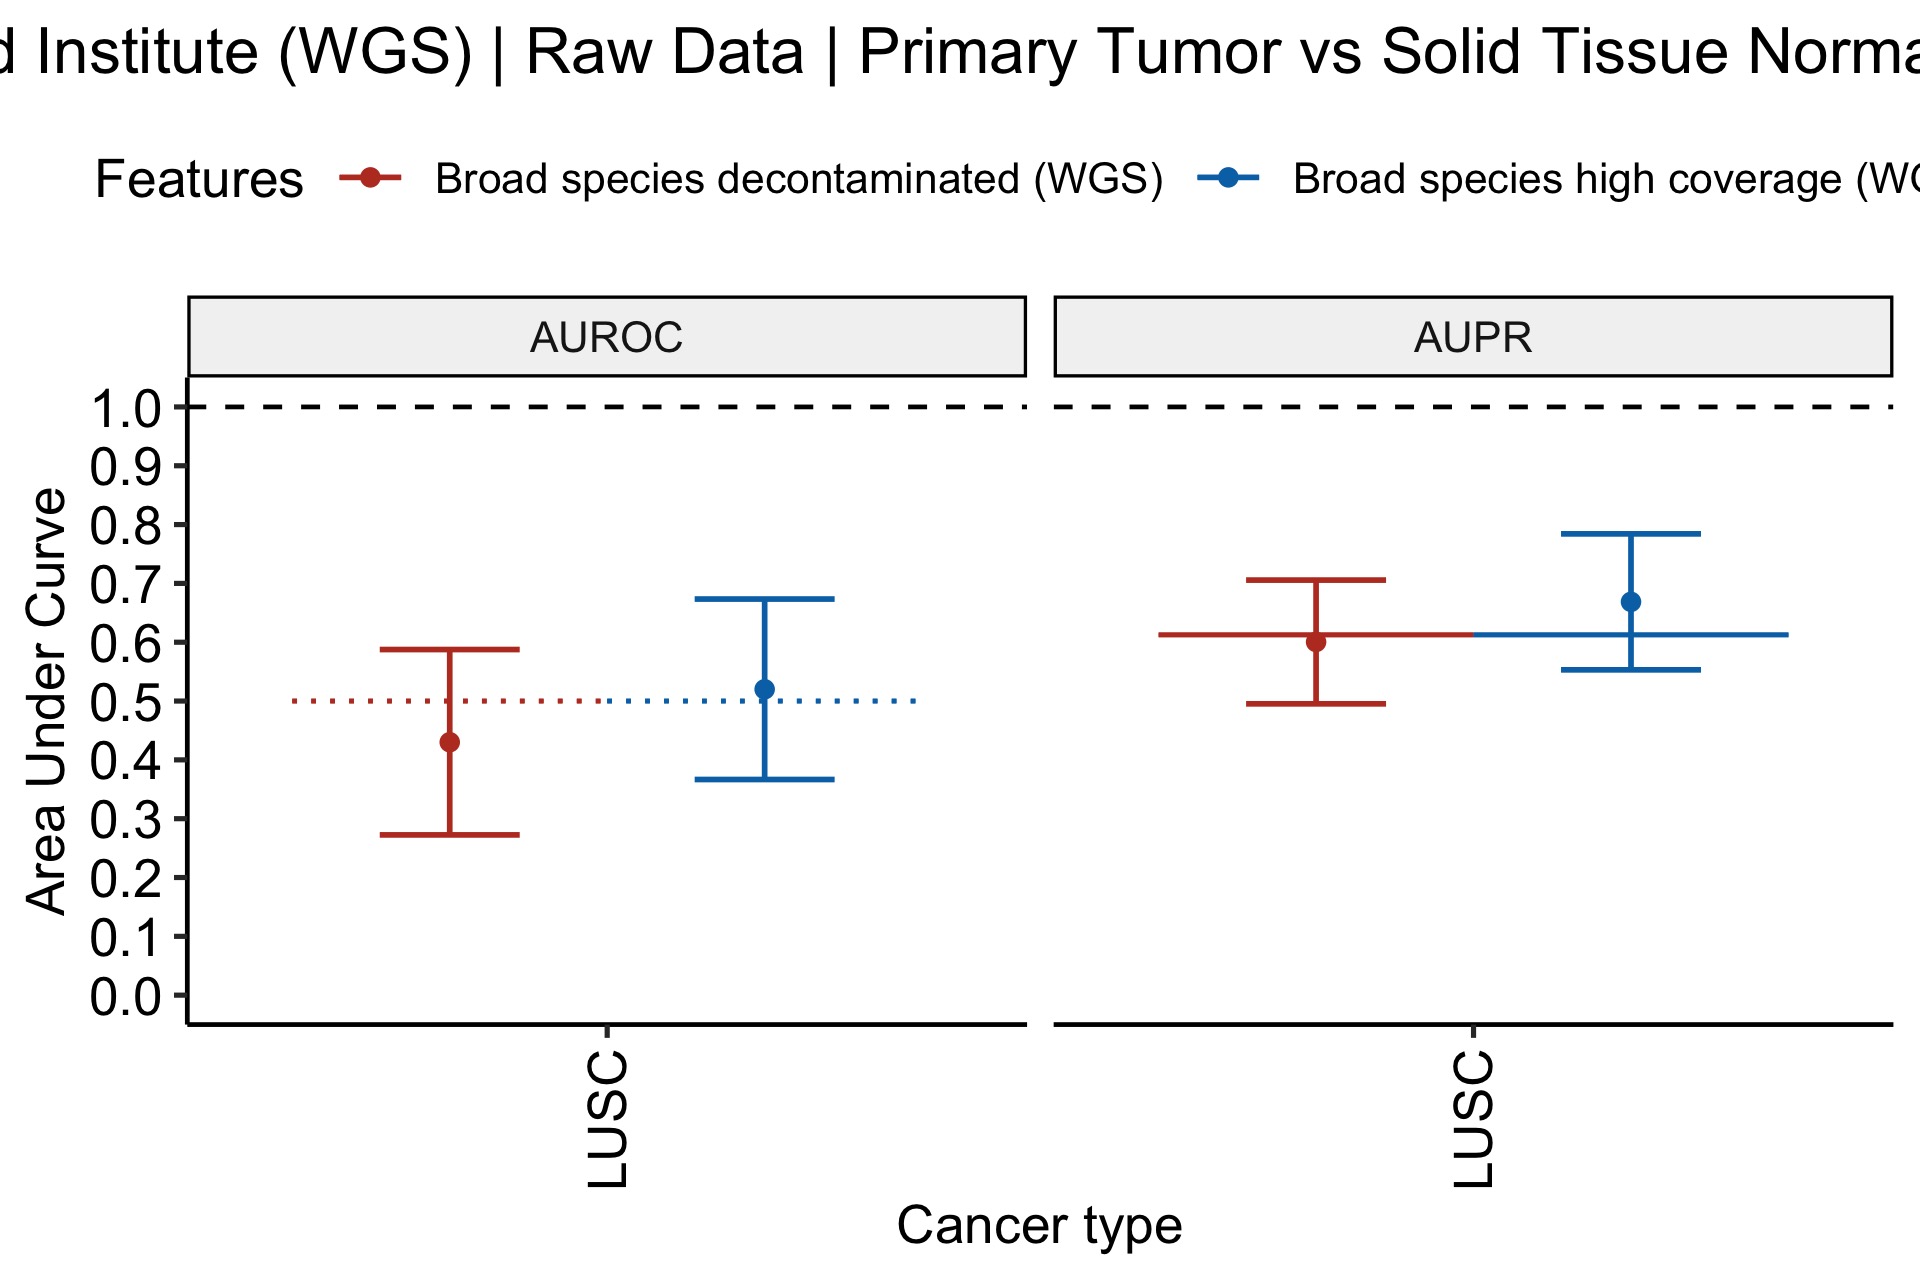 d Institute (WGS) | Raw Data | Primary Tumor vs Solid Tissue Norma
Features Broad species decontaminated (WGS) Broad species high coverage (WG
AUROC AUPR
1.0
0.9
0.8
0.7
0.6
0.5
0.4
0.3
0.2
0.1
0.0
Area Under Curve
LUSC LUSC
Cancer type